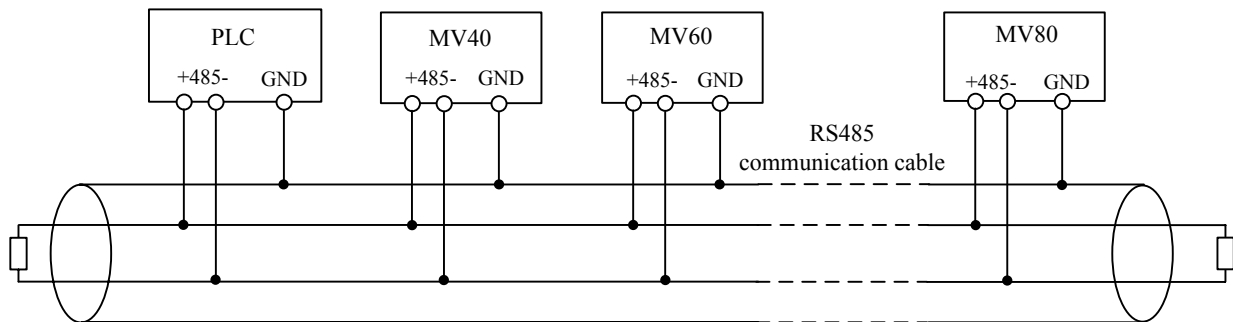 PLC
+485- GND
MV40
+485- GND
MV60
+485- GND
MV80
+485- GND
RS485
communication cable